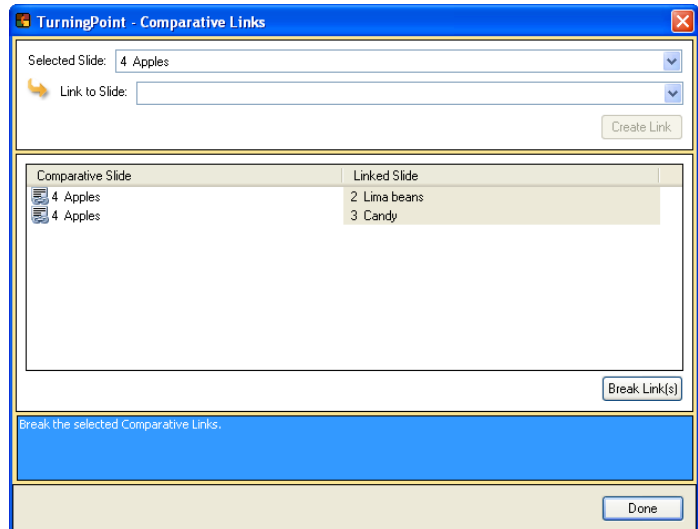 TurningPoint - Comparative Links
Selected Slide: 4 Apples
Link to Slide:
Create Link
Comparative Slide Linked Slide
4 Apples 2 Lima beans
4 Apples 3 Candy
Break Link(s)
Break the selected Comparative Links.
Done